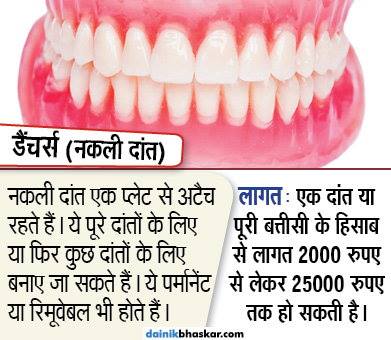 डैंचर्स (नकली दांत)
नकली दांत एक प्लेट से अटैच
रहते हैं। ये पूरे दांतों के लिए
या फिर कुछ दांतों के लिए
बनाए जा सकते हैं। ये पर्मानेंट
या रिमूवेबल भी होते हैं।
लागत : एक दांत या
पूरी बत्तीसी के हिसाब
से लागत 2000 रुपए
से लेकर 25000 रुपए
तक हो सकती है।
dainikbhaskar.com